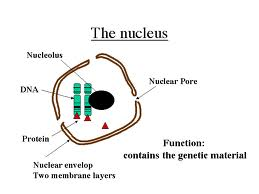 The nucleus
Nucleolus
Nuclear Pore
DNA
Protein
Function:
contains the genetic material
Nuclear envelop
Two membrane layers